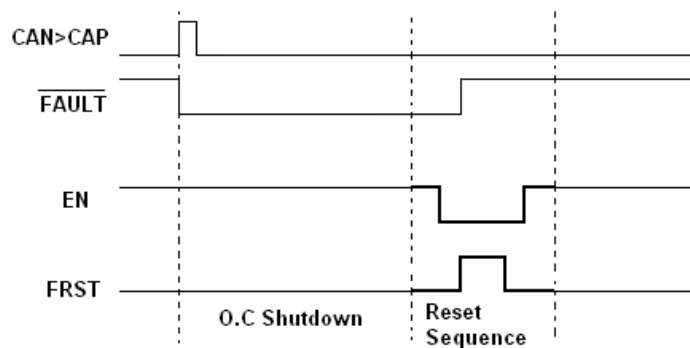 CAN>CAP
FAULT
EN
FRST
O.C Shutdown
Reset
Sequence